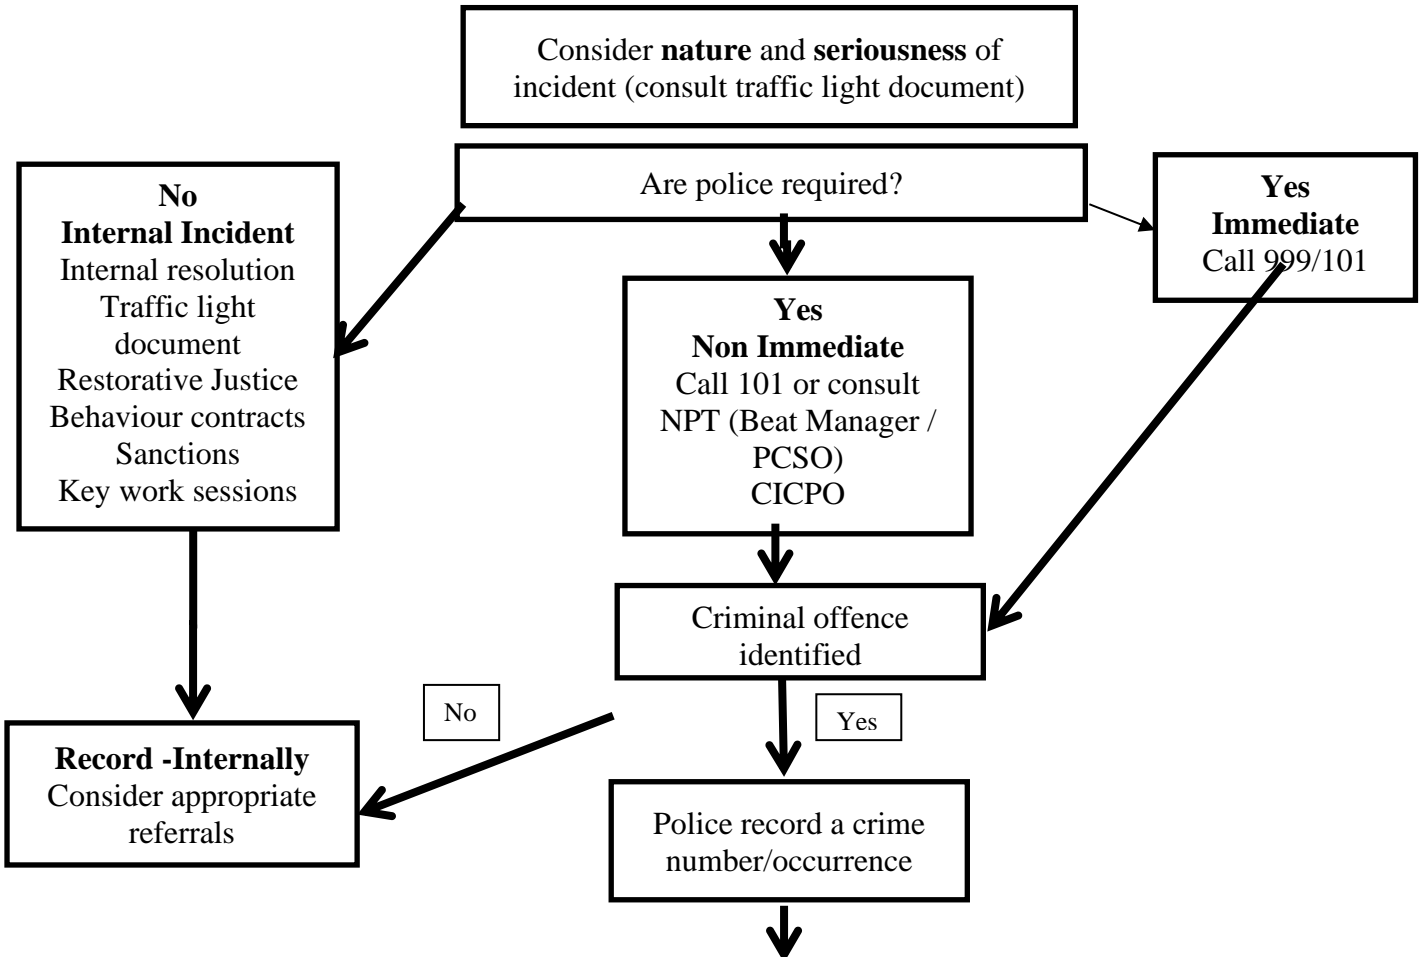 Consider nature and seriousness of
incident (consult traffic light document)
Are police required?
No
Internal Incident
Internal resolution
Traffic light
document
Restorative Justice
Behaviour contracts
Sanctions
Key work sessions
Yes
Non Immediate
Call 101 or consult
NPT (Beat Manager /
PCSO)
CICPO
Yes
Immediate
Call 999/101
Criminal offence
identified
No
Yes
Record -Internally
Consider appropriate
referrals
Police record a crime
number/occurrence